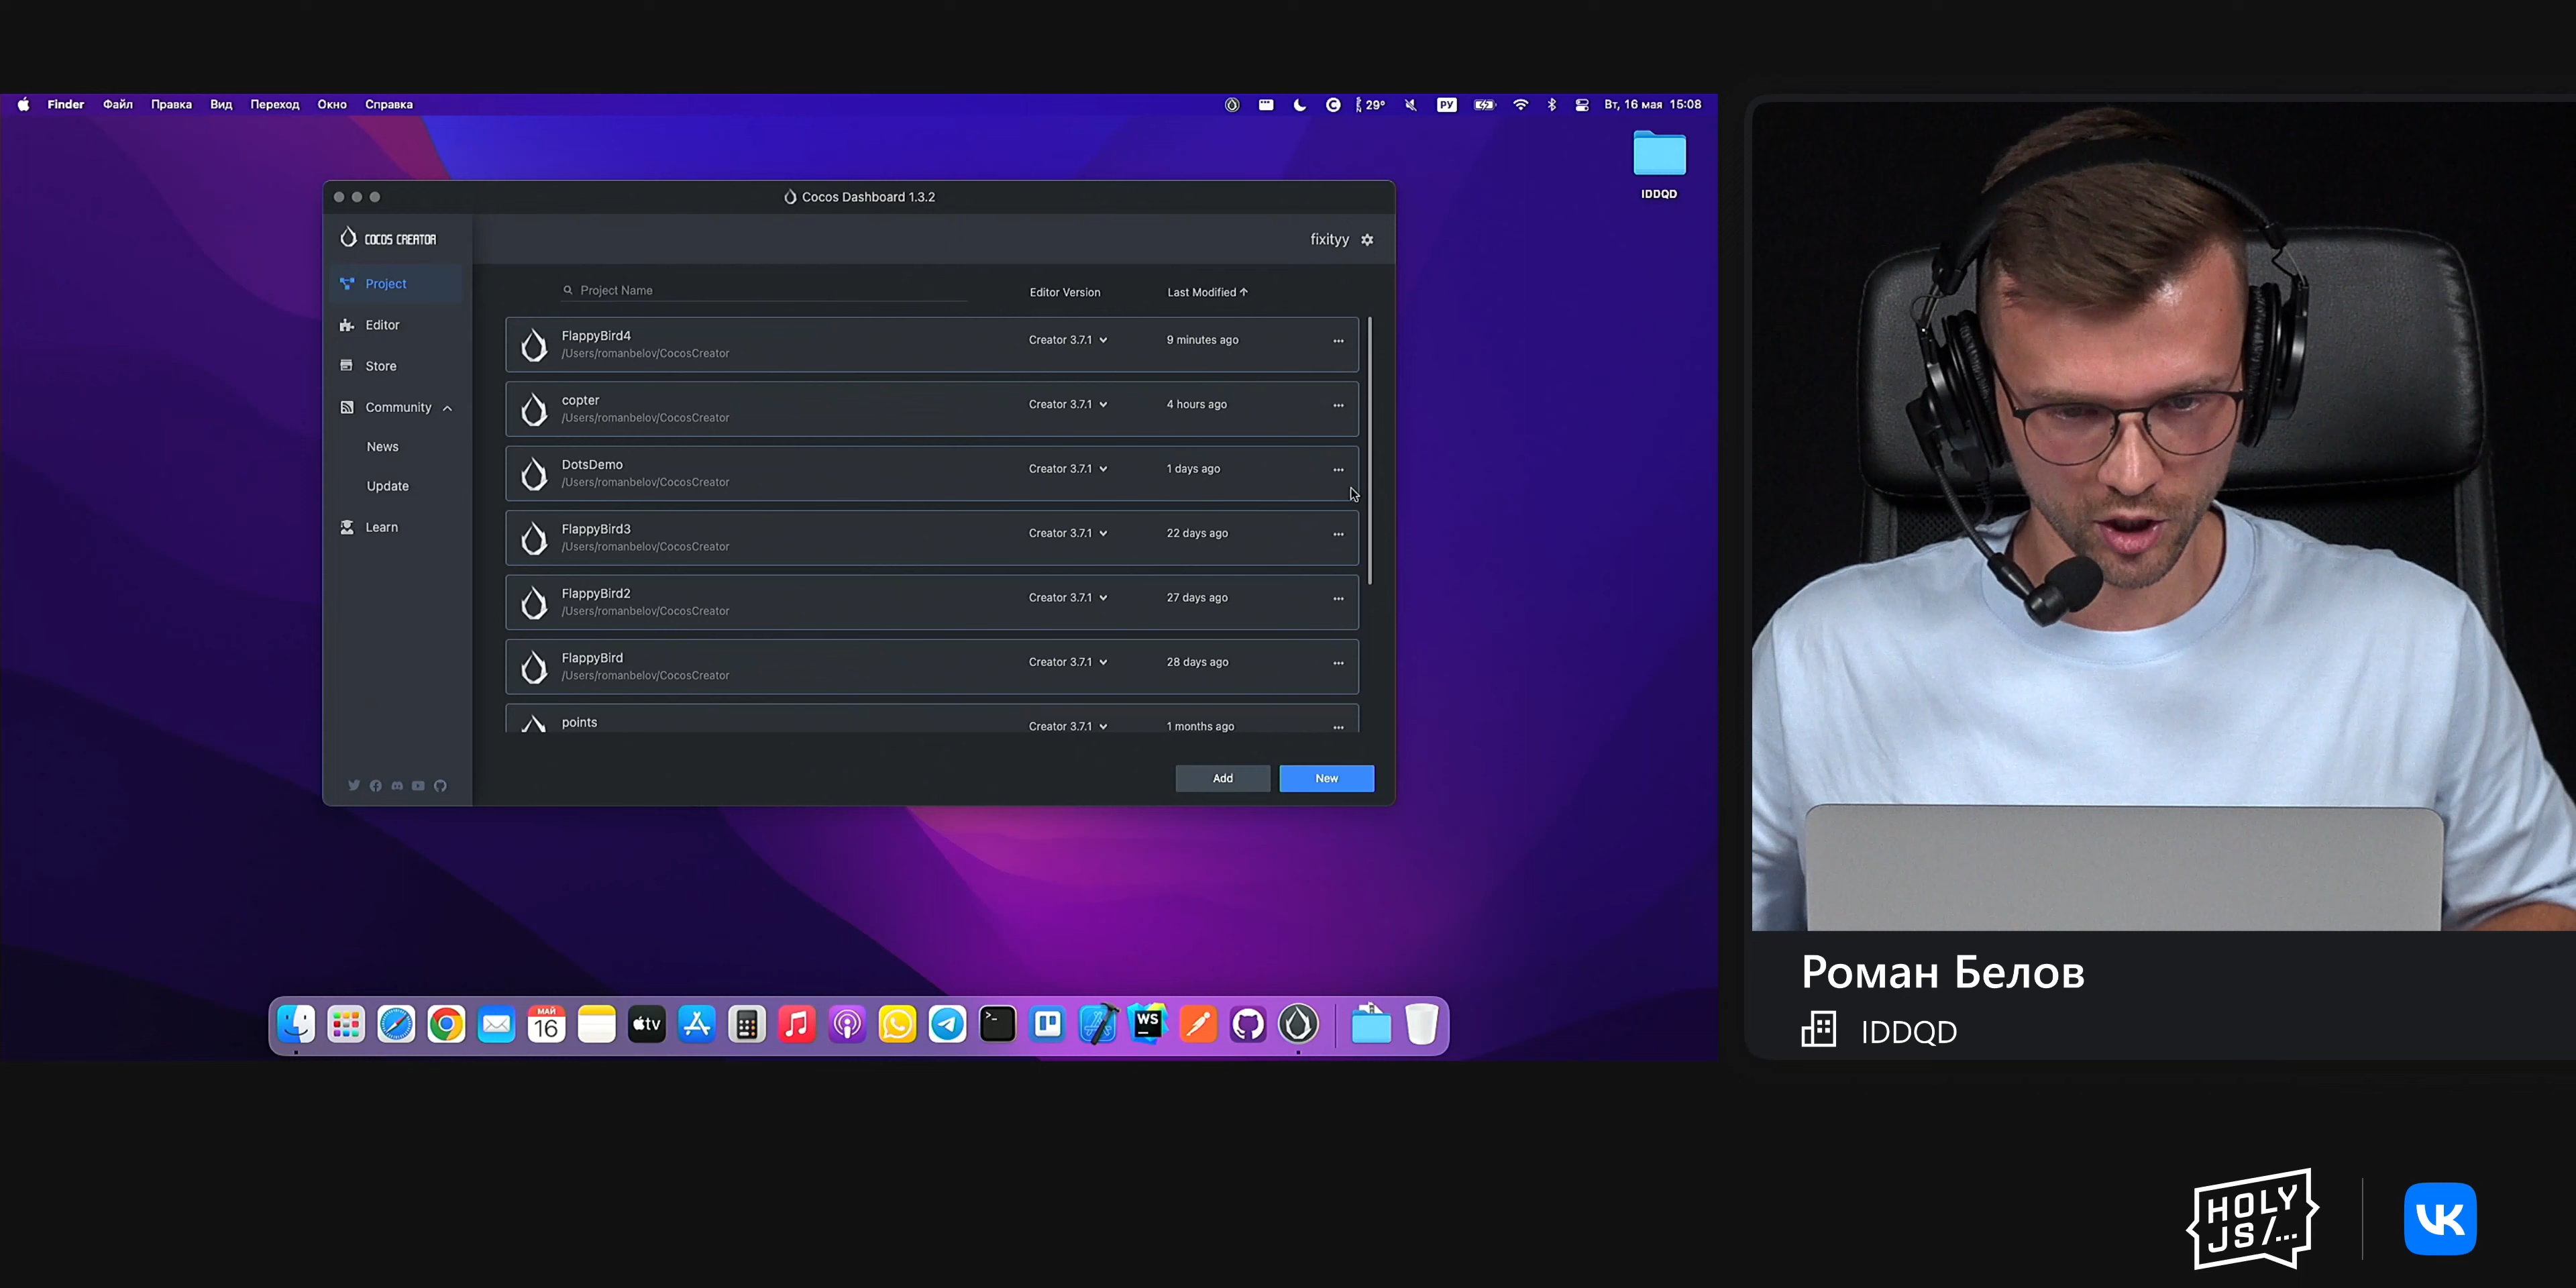 Finder Файл Правка Вид Переход Окно Справка
29° РУ Вт, 16 мая 15:08
IDDQD
Cocos Dashboard 1.3.2
COCOS CREATOR
fixityy
Project
Editor
Store
Community
News
Update
Learn
Project Name Editor Version Last Modified
FlappyBird4
/Users/romanbelov/CocosCreator
Creator 3.7.1 9 minutes ago
copter
/Users/romanbelov/CocosCreator
Creator 3.7.1 4 hours ago
DotsDemo
/Users/romanbelov/CocosCreator
Creator 3.7.1 1 days ago
FlappyBird3
/Users/romanbelov/CocosCreator
Creator 3.7.1 22 days ago
FlappyBird2
/Users/romanbelov/CocosCreator
Creator 3.7.1 27 days ago
FlappyBird
/Users/romanbelov/CocosCreator
Creator 3.7.1 28 days ago
points
Creator 3.7.1 1 months ago
Add New
МАЙ
16
tv
WS
Роман Белов
IDDQD
HOLY
JS/...
VK